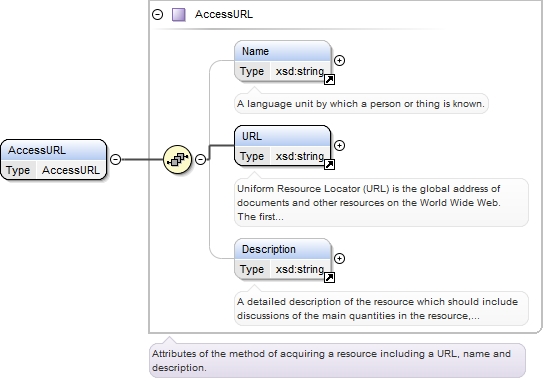 AccessURL
Name
Type xsd:string
A language unit by which a person or thing is known.
AccessURL
Type AccessURL
URL
Type xsd:string
Uniform Resource Locator (URL) is the global address of
documents and other resources on the World Wide Web.
The first...
Description
Type xsd:string
A detailed description of the resource which should include
discussions of the main quantities in the resource,...
Attributes of the method of acquiring a resource including a URL, name and
description.